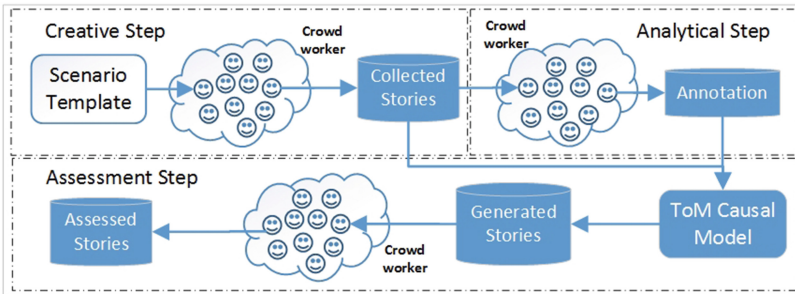 Creative Step
Crowd
worker
Scenario
Template
Collected
Stories
Crowd
worker
Analytical Step
Annotation
Assessment Step
Assessed
Stories
Crowd
worker
Generated
Stories
ToM Causal
Model